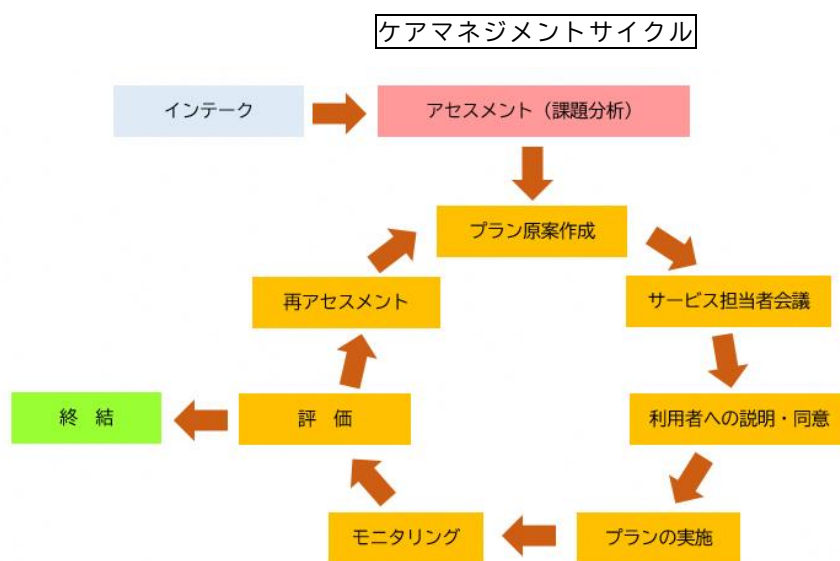 ケアマネジメントサイクル
インテーク
アセスメント（課題分析）
プラン原案作成
サービス担当者会議
利用者への説明・同意
プランの実施
モニタリング
評　価
再アセスメント
終　結